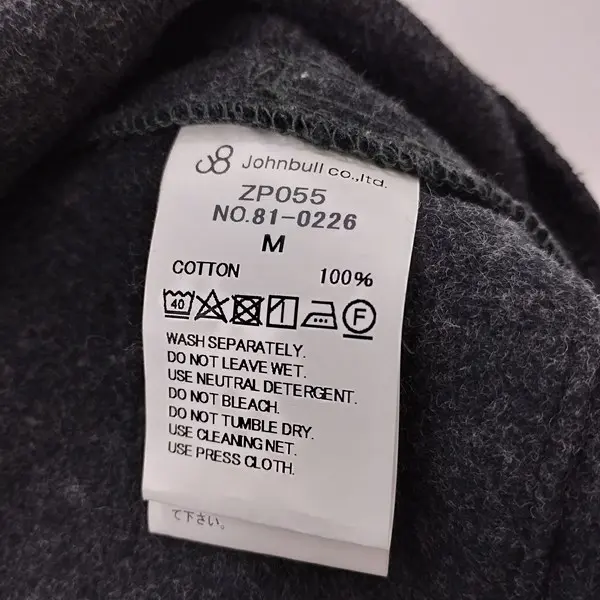 Johnbull co.,ltd.
ZP055
NO.81-0226
M
COTTON 100%
40 F
WASH SEPARATELY.
DO NOT LEAVE WET.
USE NEUTRAL DETERGENT.
DO NOT BLEACH.
DO NOT TUMBLE DRY.
USE CLEANING NET.
USE PRESS CLOTH.
て下さい。